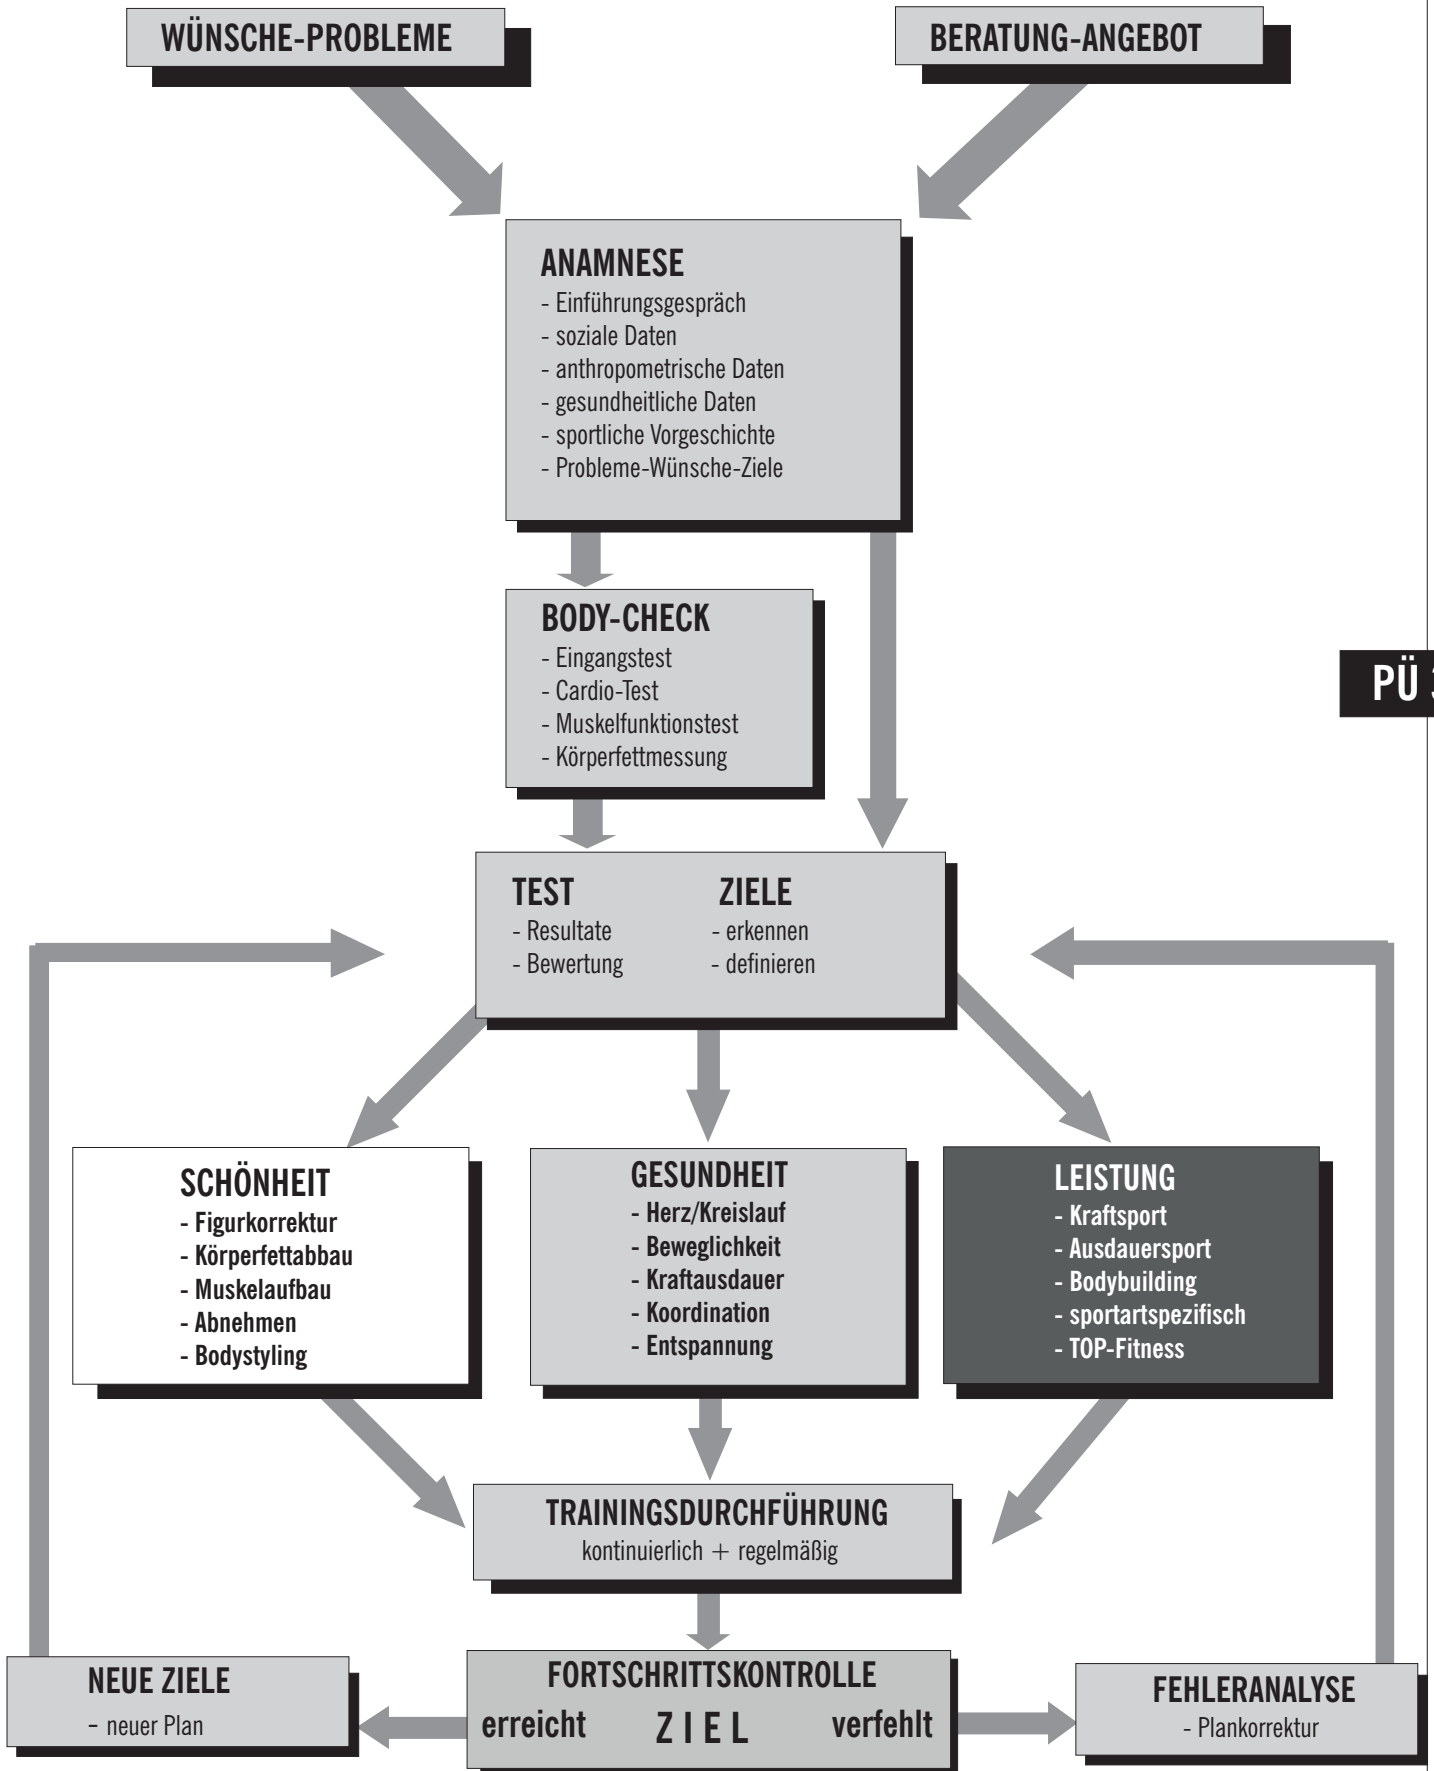 WÜNSCHE-PROBLEME
BERATUNG-ANGEBOT
ANAMNESE
- Einführungsgespräch
- soziale Daten
- anthropometrische Daten
- gesundheitliche Daten
- sportliche Vorgeschichte
- Probleme-Wünsche-Ziele
BODY-CHECK
- Eingangstest
- Cardio-Test
- Muskelfunktionstest
- Körperfettmessung
PÜ
TEST
- Resultate
- Bewertung
ZIELE
- erkennen
- definieren
SCHÖNHEIT
- Figurkorrektur
- Körperfettabbau
- Muskelaufbau
- Abnehmen
- Bodystyling
GESUNDHEIT
- Herz/Kreislauf
- Beweglichkeit
- Kraftausdauer
- Koordination
- Entspannung
LEISTUNG
- Kraftsport
- Ausdauersport
- Bodybuilding
- sportartspezifisch
- TOP-Fitness
TRAININGSDURCHFÜHRUNG
kontinuierlich + regelmäßig
NEUE ZIELE
– neuer Plan
FORTSCHRITTSKONTROLLE
erreicht ZIEL verfehlt
FEHLERANALYSE
- Plankorrektur